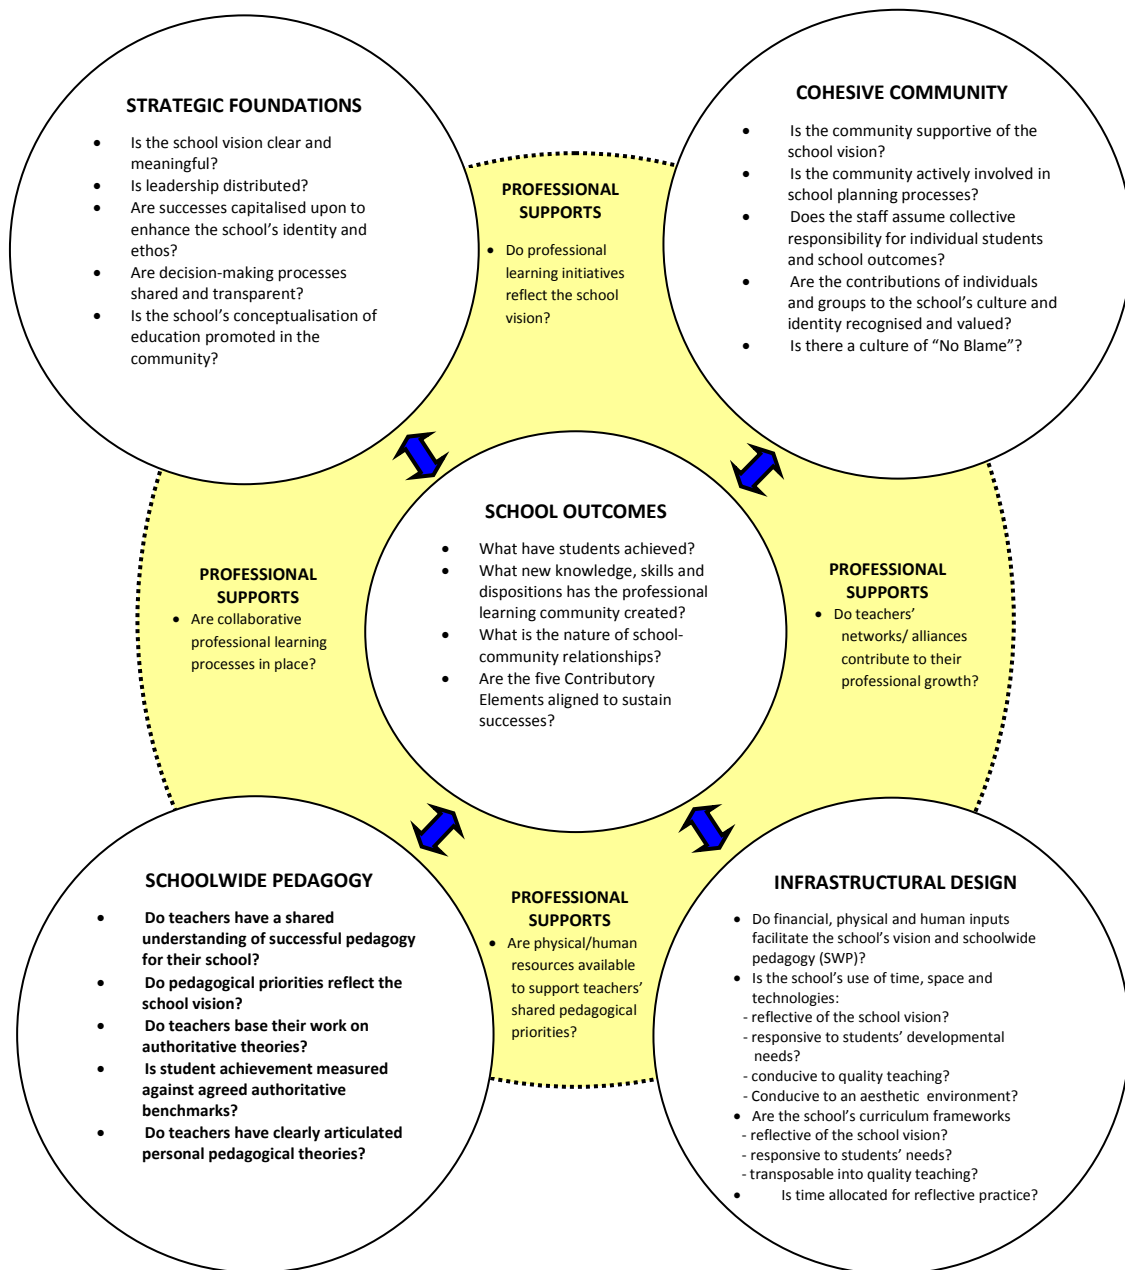 STRATEGIC FOUNDATIONS
• Is the school vision clear and
meaningful?
• Is leadership distributed?
• Are successes capitalised upon to
enhance the school’s identity and
ethos?
• Are decision-making processes
shared and transparent?
• Is the school’s conceptualisation of
education promoted in the
community?
PROFESSIONAL
SUPPORTS
• Do professional
learning initiatives
reflect the school
vision?
COHESIVE COMMUNITY
• Is the community supportive of the
school vision?
• Is the community actively involved in
school planning processes?
• Does the staff assume collective
responsibility for individual students
and school outcomes?
• Are the contributions of individuals
and groups to the school’s culture and
identity recognised and valued?
• Is there a culture of “No Blame”?
PROFESSIONAL
SUPPORTS
• Are collaborative
professional learning
processes in place?
SCHOOL OUTCOMES
• What have students achieved?
• What new knowledge, skills and
dispositions has the professional
learning community created?
• What is the nature of school-
community relationships?
• Are the five Contributory
Elements aligned to sustain
successes?
PROFESSIONAL
SUPPORTS
• Do teachers’
networks/ alliances
contribute to their
professional growth?
SCHOOLWIDE PEDAGOGY
• Do teachers have a shared
understanding of successful pedagogy
for their school?
• Do pedagogical priorities reflect the
school vision?
• Do teachers base their work on
authoritative theories?
• Is student achievement measured
against agreed authoritative
benchmarks?
• Do teachers have clearly articulated
personal pedagogical theories?
PROFESSIONAL
SUPPORTS
• Are physical/human
resources available
to support teachers’
shared pedagogical
priorities?
INFRASTRUCTURAL DESIGN
• Do financial, physical and human inputs
facilitate the school’s vision and schoolwide
pedagogy (SWP)?
• Is the school’s use of time, space and
technologies:
- reflective of the school vision?
- responsive to students’ developmental
needs?
- conducive to quality teaching?
- Conducive to an aesthetic environment?
• Are the school’s curriculum frameworks
- reflective of the school vision?
- responsive to students’ needs?
- transposable into quality teaching?
• Is time allocated for reflective practice?